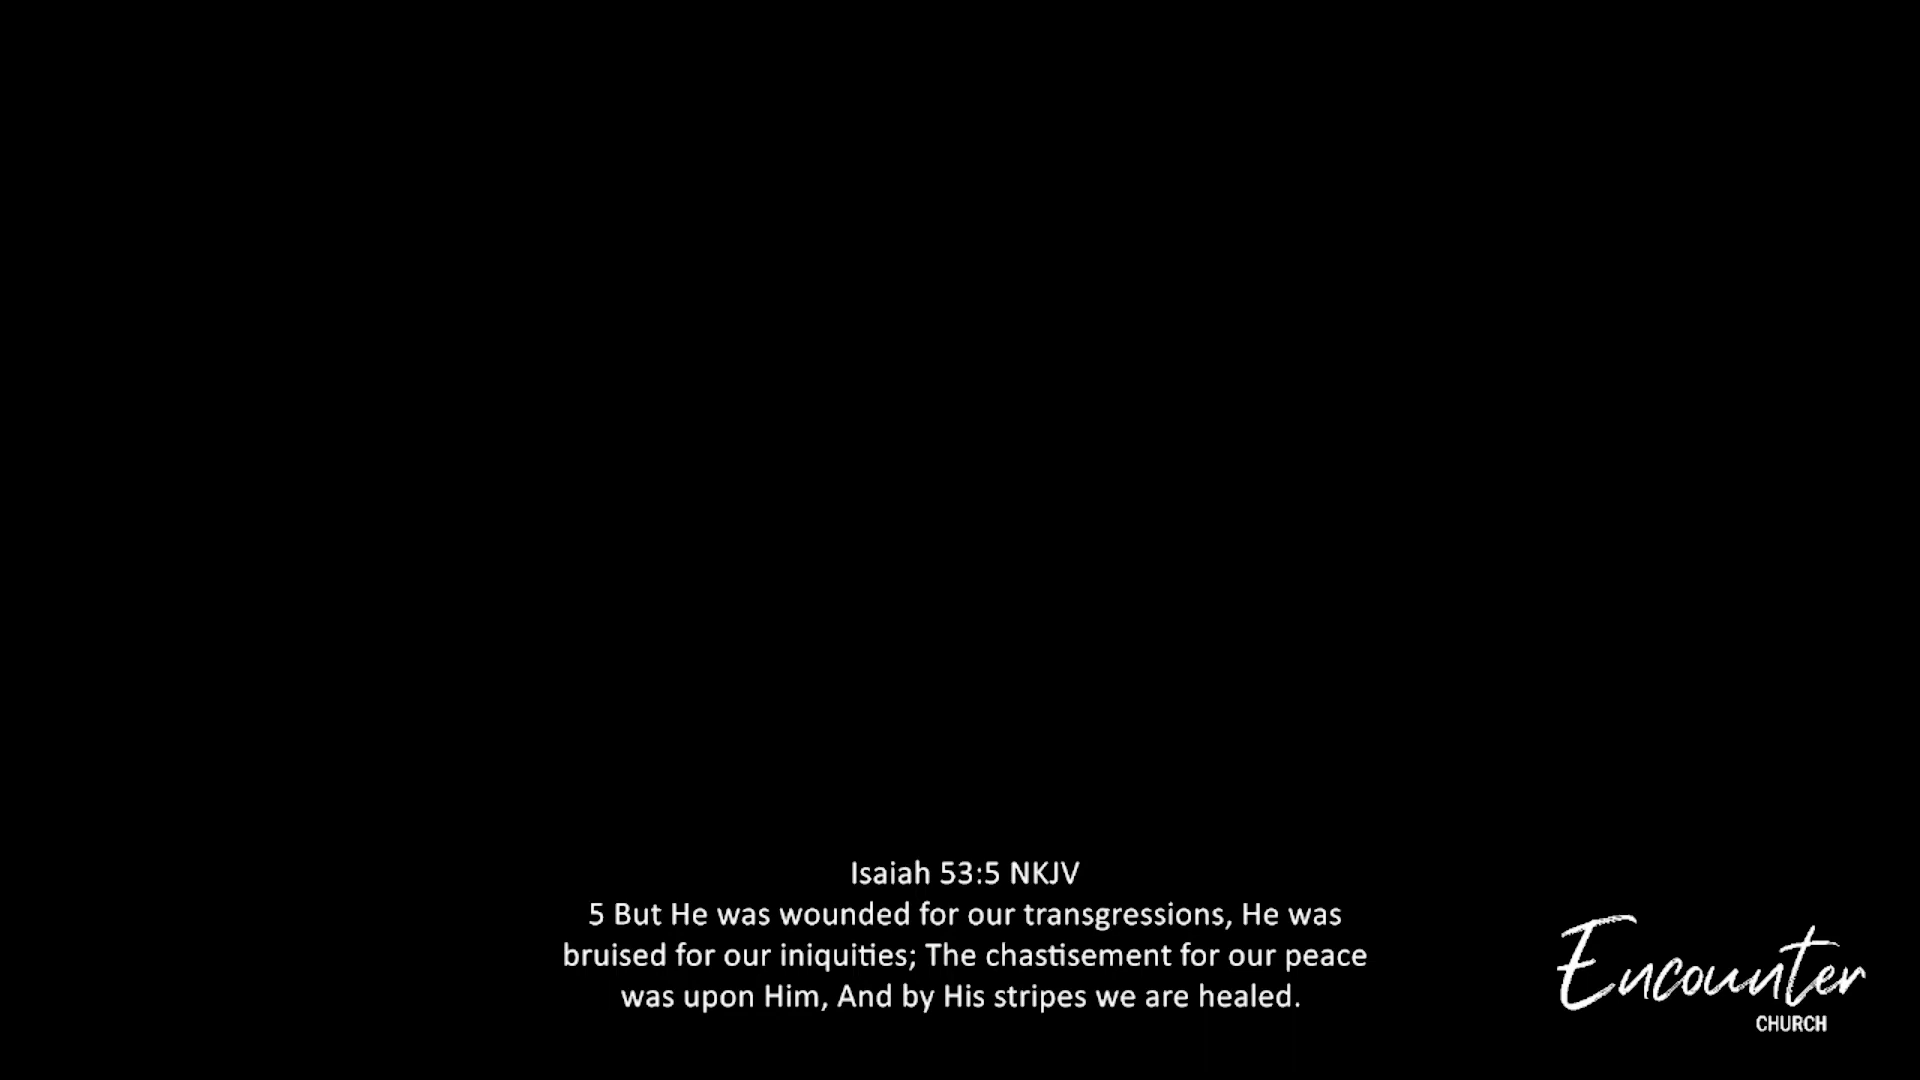 Isaiah 53:5 NKJV
5 But He was wounded for our transgressions, He was
bruised for our iniquities; The chastisement for our peace
was upon Him, And by His stripes we are healed.
Encounter
CHURCH